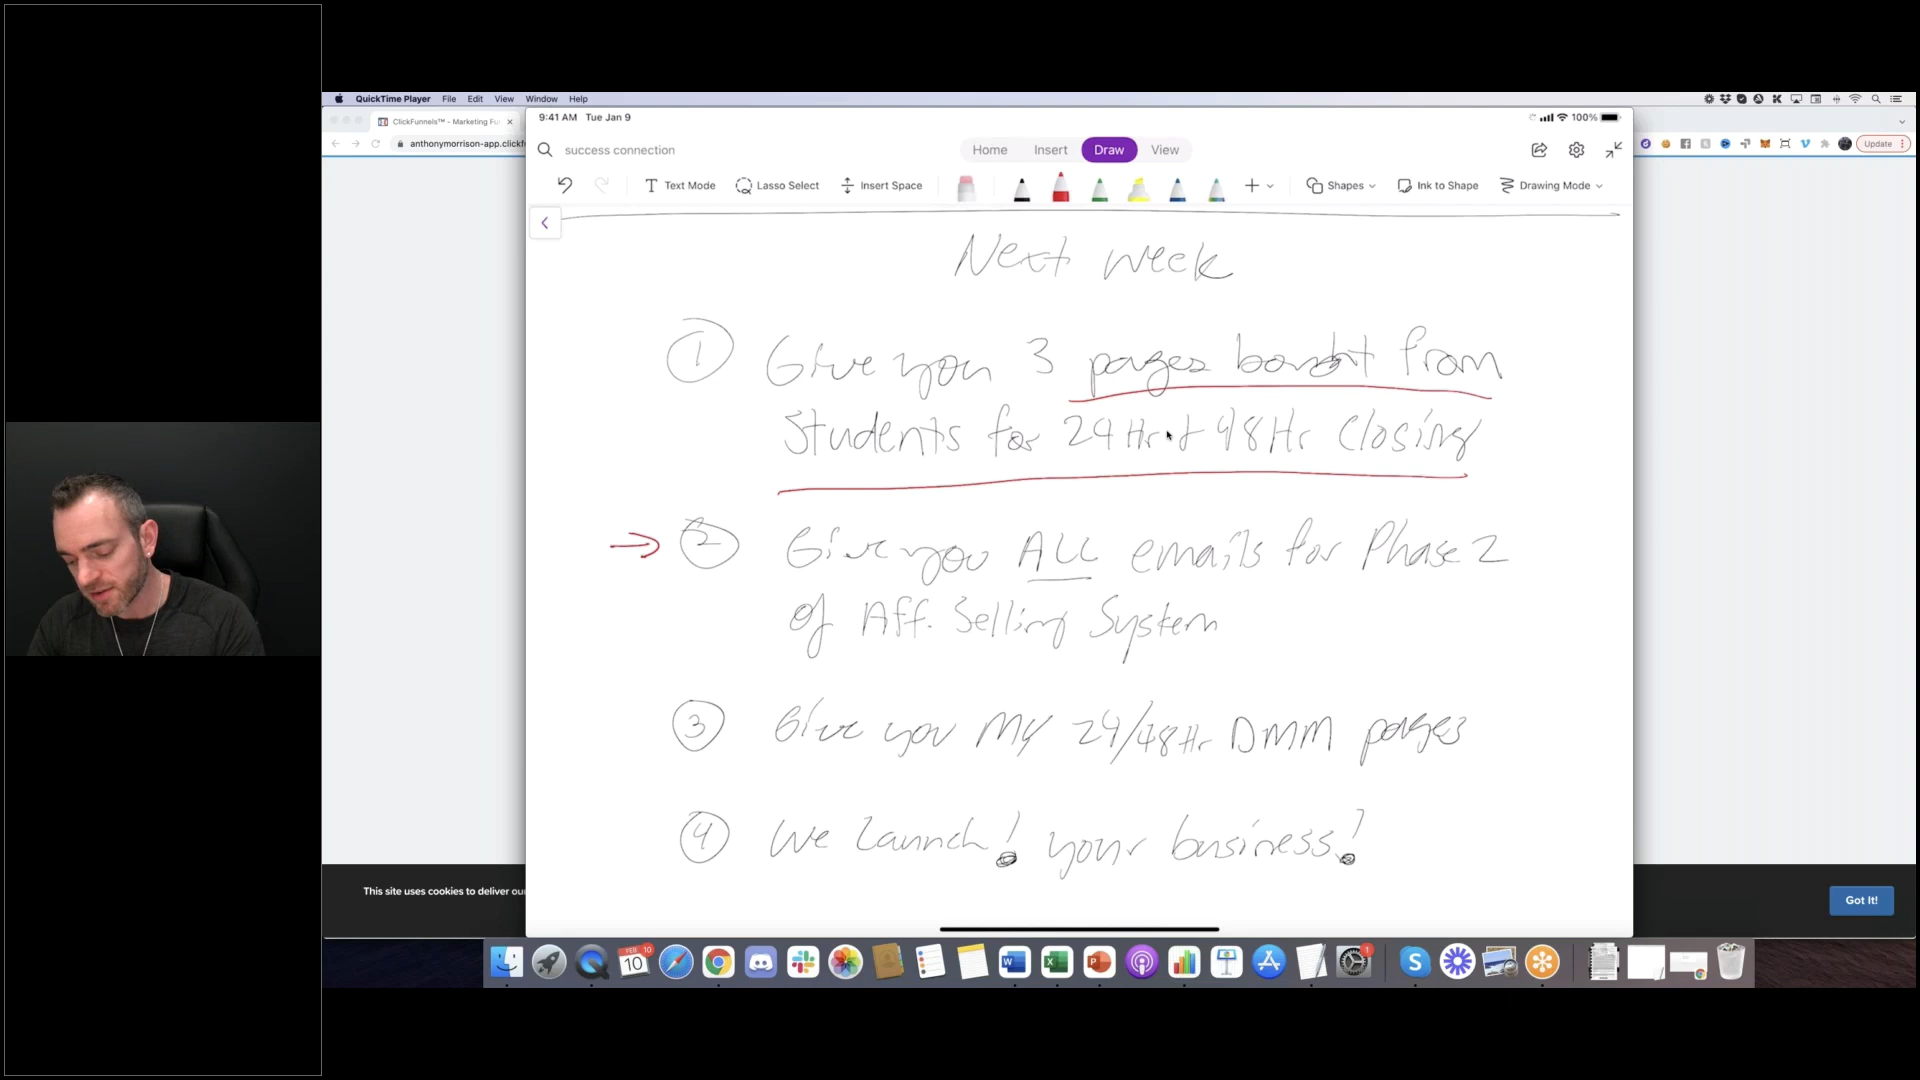 QuickTime Player File Edit View Window Help
ClickFunnels™ - Marketing Fu
anthonymorrison-app.clickf
Update
9:41 AM Tue Jan 9
100%
success connection
Home Insert Draw View
Text Mode Lasso Select Insert Space Shapes Ink to Shape Drawing Mode
Next week
1 Give you 3 pages bought from
Students for 24Hr + 48Hr Closing
2 Give you ALL emails for Phase 2
of Aff. Selling System
3 Give you My 24/48Hr DMM pages
4 We Launch! your business!
This site uses cookies to deliver ou
Got It!
FEB 10
10
1